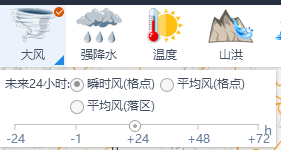 大风 强降水 温度 山洪
未来24小时: 瞬时风(格点) 平均风(格点)
平均风(落区)
-24 -1 +24 +48 +72 h